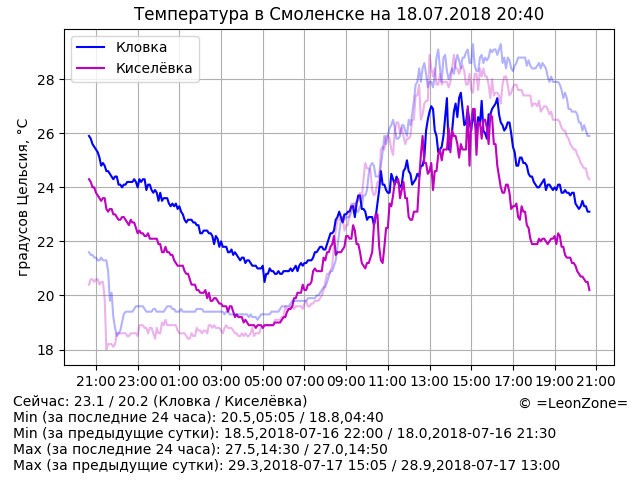 Температура в Смоленске на 18.07.2018 20:40
Кловка
Киселёвка
градусов Цельсия, °C
28
26
24
22
20
18
21:00 23:00 01:00 03:00 05:00 07:00 09:00 11:00 13:00 15:00 17:00 19:00 21:00
Сейчас: 23.1 / 20.2 (Кловка / Киселёвка)
© =LeonZone=
Min (за последние 24 часа): 20.5,05:05 / 18.8,04:40
Min (за предыдущие сутки): 18.5,2018-07-16 22:00 / 18.0,2018-07-16 21:30
Max (за последние 24 часа): 27.5,14:30 / 27.0,14:50
Max (за предыдущие сутки): 29.3,2018-07-17 15:05 / 28.9,2018-07-17 13:00